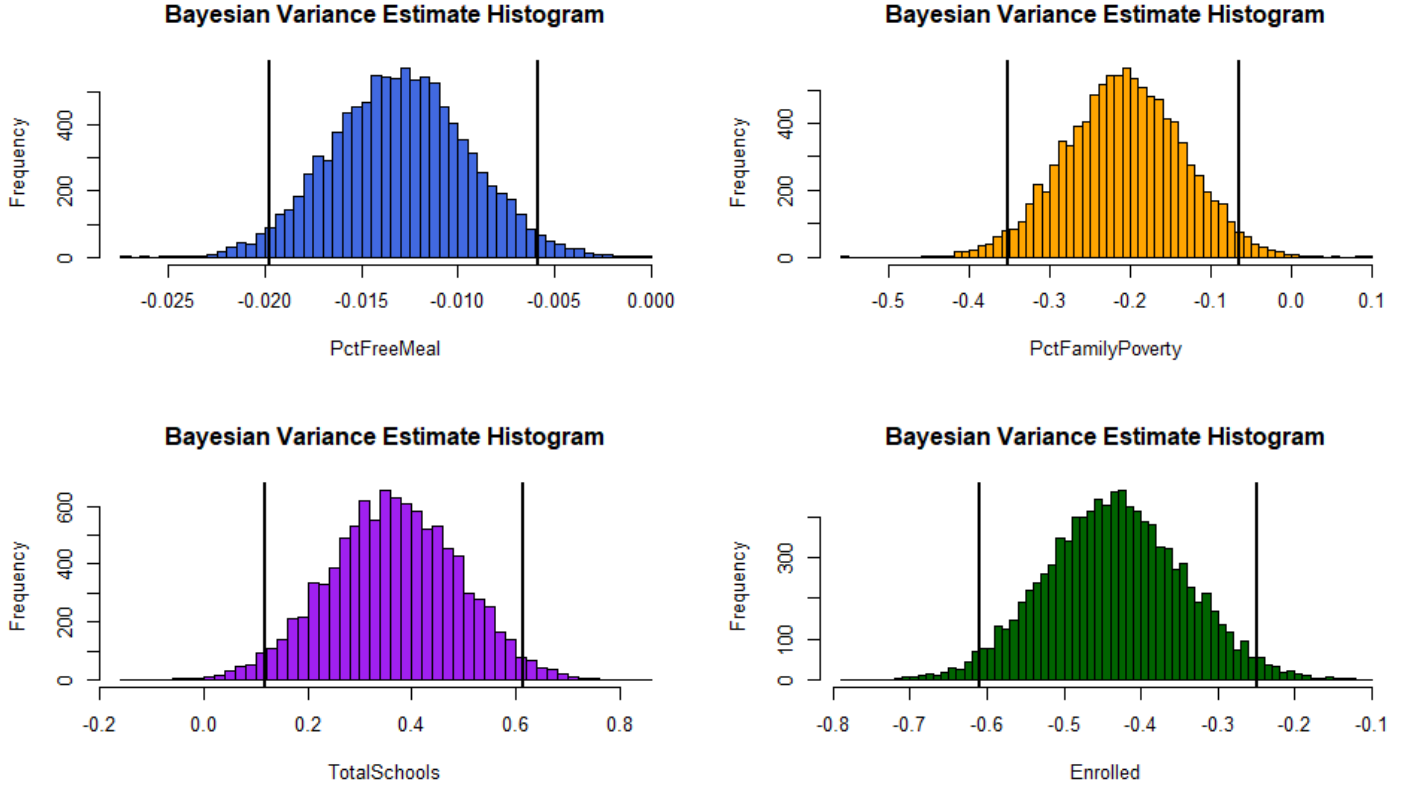 Bayesian Variance Estimate Histogram
Frequency
0 200 400
-0.025 -0.020 -0.015 -0.010 -0.005 0.000
PctFreeMeal
Bayesian Variance Estimate Histogram
Frequency
0 200 400
-0.5 -0.4 -0.3 -0.2 -0.1 0.0 0.1
PctFamilyPoverty
Bayesian Variance Estimate Histogram
Frequency
0 200 400 600
-0.2 0.0 0.2 0.4 0.6 0.8
TotalSchools
Bayesian Variance Estimate Histogram
Frequency
0 100 300
-0.8 -0.7 -0.6 -0.5 -0.4 -0.3 -0.2 -0.1
Enrolled